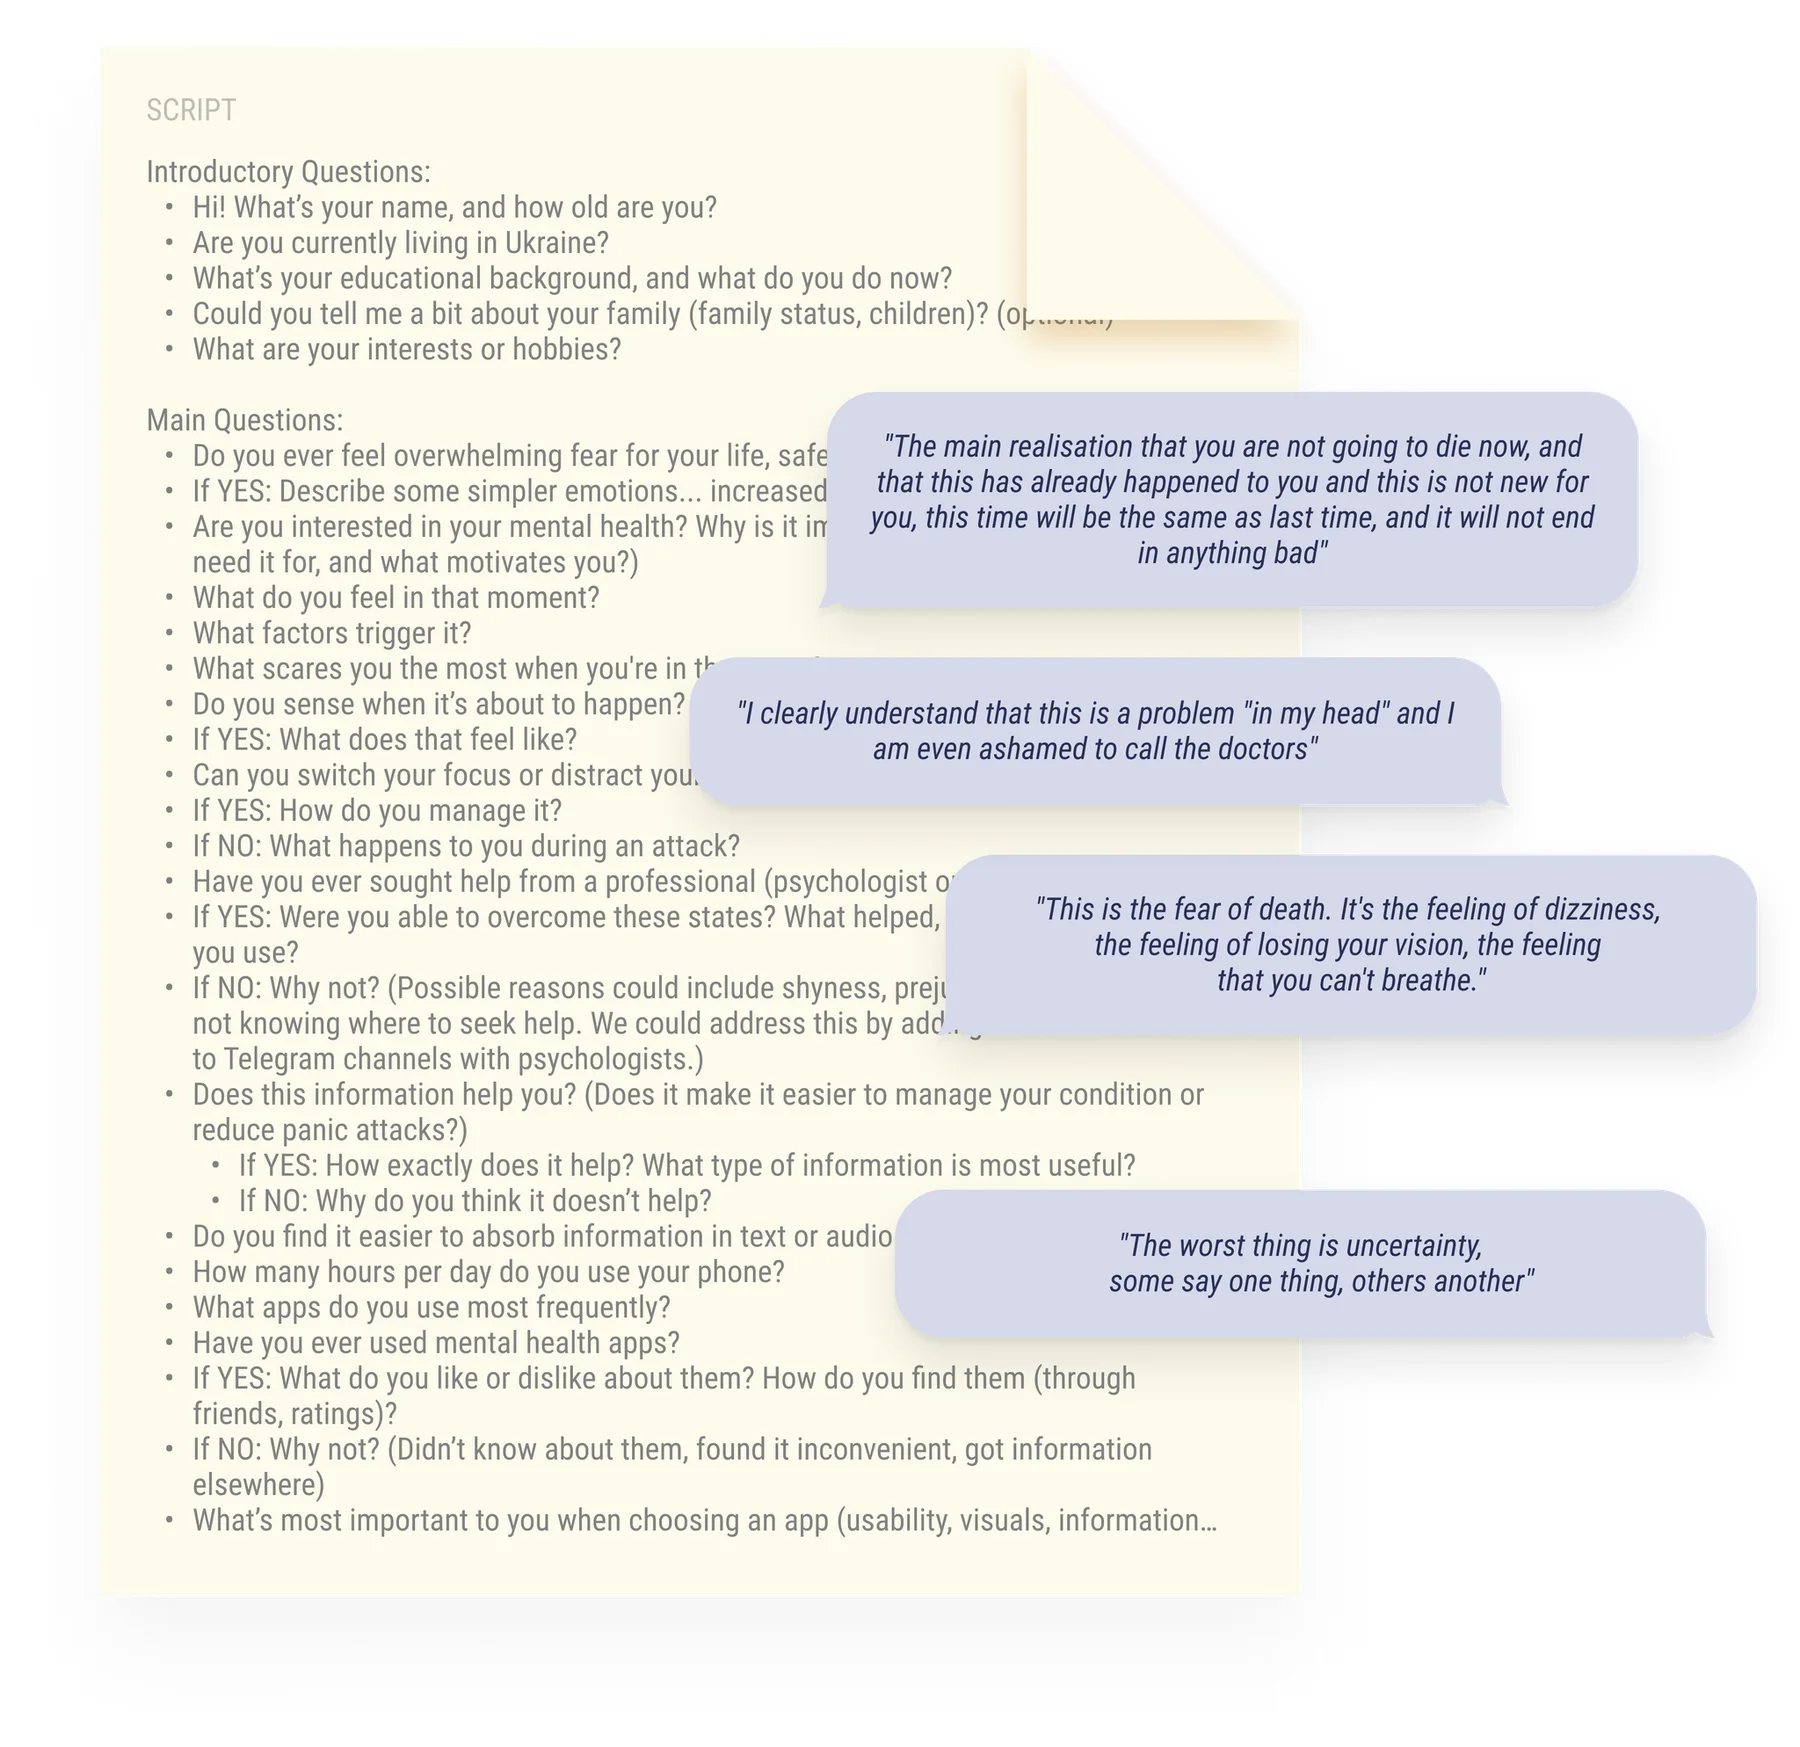 SCRIPT
Introductory Questions:
• Hi! What’s your name, and how old are you?
• Are you currently living in Ukraine?
• What’s your educational background, and what do you do now?
• Could you tell me a bit about your family (family status, children)? (optional)
• What are your interests or hobbies?
Main Questions:
• Do you ever feel overwhelming fear for your life,
• If YES: Describe some simpler emotions... increased
• Are you interested in your mental health? Why is it
need it for, and what motivates you?)
• What do you feel in that moment?
• What factors trigger it?
• What scares you the most when you're in
• Do you sense when it’s about to happen?
• If YES: What does that feel like?
• Can you switch your focus or distract
• If YES: How do you manage it?
• If NO: What happens to you during an attack?
• Have you ever sought help from a professional (psychologist
• If YES: Were you able to overcome these states? What helped,
you use?
• If NO: Why not? (Possible reasons could include shyness,
not knowing where to seek help. We could address this by adding
to Telegram channels with psychologists.)
• Does this information help you? (Does it make it easier to manage your condition or
reduce panic attacks?)
• If YES: How exactly does it help? What type of information is most useful?
• If NO: Why do you think it doesn’t help?
• Do you find it easier to absorb information in text or audio
• How many hours per day do you use your phone?
• What apps do you use most frequently?
• Have you ever used mental health apps?
• If YES: What do you like or dislike about them? How do you find them (through
friends, ratings)?
• If NO: Why not? (Didn’t know about them, found it inconvenient, got information
elsewhere)
• What’s most important to you when choosing an app (usability, visuals, information…
"The main realisation that you are not going to die now, and
that this has already happened to you and this is not new for
you, this time will be the same as last time, and it will not end
in anything bad"
"I clearly understand that this is a problem "in my head" and I
am even ashamed to call the doctors"
"This is the fear of death. It's the feeling of dizziness,
the feeling of losing your vision, the feeling
that you can't breathe."
"The worst thing is uncertainty,
some say one thing, others another"